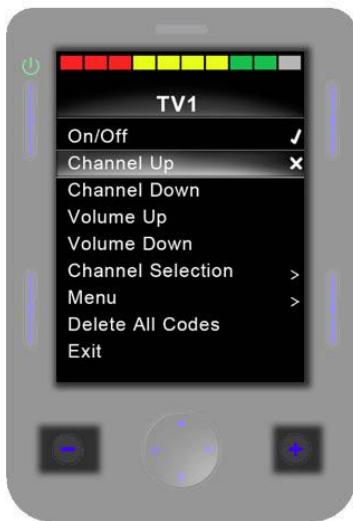 TV1
On/Off
Channel Up
Channel Down
Volume Up
Volume Down
Channel Selection >
Menu >
Delete All Codes
Exit
- +